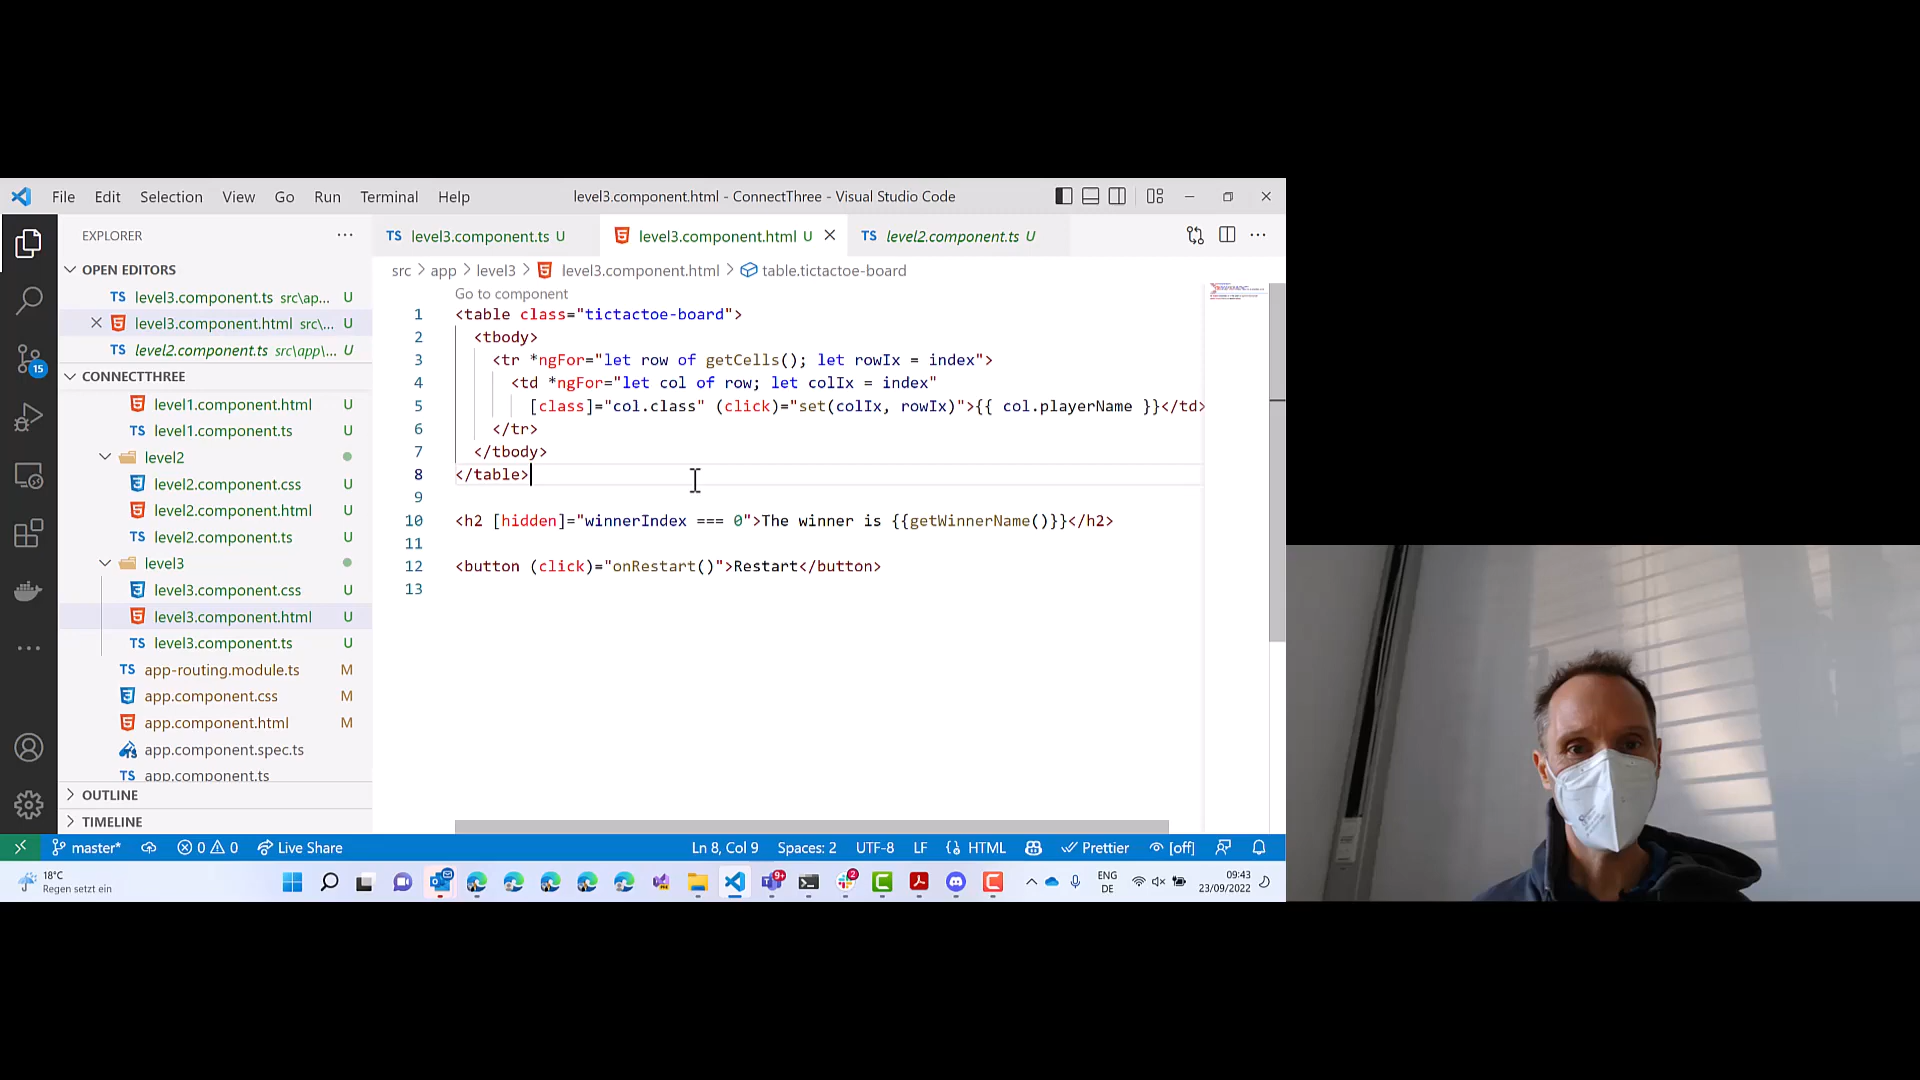 File Edit Selection View Go Run Terminal Help
level3.component.html - ConnectThree - Visual Studio Code
EXPLORER
OPEN EDITORS
TS level3.component.ts src\ap... U
level3.component.html src\... U
TS level2.component.ts src\app\... U
CONNECTTHREE
level1.component.html U
TS level1.component.ts U
level2
level2.component.css U
level2.component.html U
TS level2.component.ts U
level3
level3.component.css U
level3.component.html U
TS level3.component.ts U
TS app-routing.module.ts M
app.component.css M
app.component.html M
app.component.spec.ts
app.component.ts
OUTLINE
TIMELINE
15
TS level3.component.ts U
level3.component.html U
TS level2.component.ts U
src > app > level3 > level3.component.html > table.tictactoe-board
Go to component
1 <table class="tictactoe-board">
2 <tbody>
3 <tr *ngFor="let row of getCells(); let rowIx = index">
4 <td *ngFor="let col of row; let colIx = index"
5 [class]="col.class" (click)="set(colIx, rowIx)">{{ col.playerName }}</td>
6 </tr>
7 </tbody>
8 </table>
9
10 <h2 [hidden]="winnerIndex === 0">The winner is {{getWinnerName()}}</h2>
11
12 <button (click)="onRestart()">Restart</button>
13
master* 0 0 Live Share
Ln 8, Col 9 Spaces: 2 UTF-8 LF HTML Prettier [off]
18°C
Regen setzt ein
9+
2
ENG
DE
09:43
23/09/2022